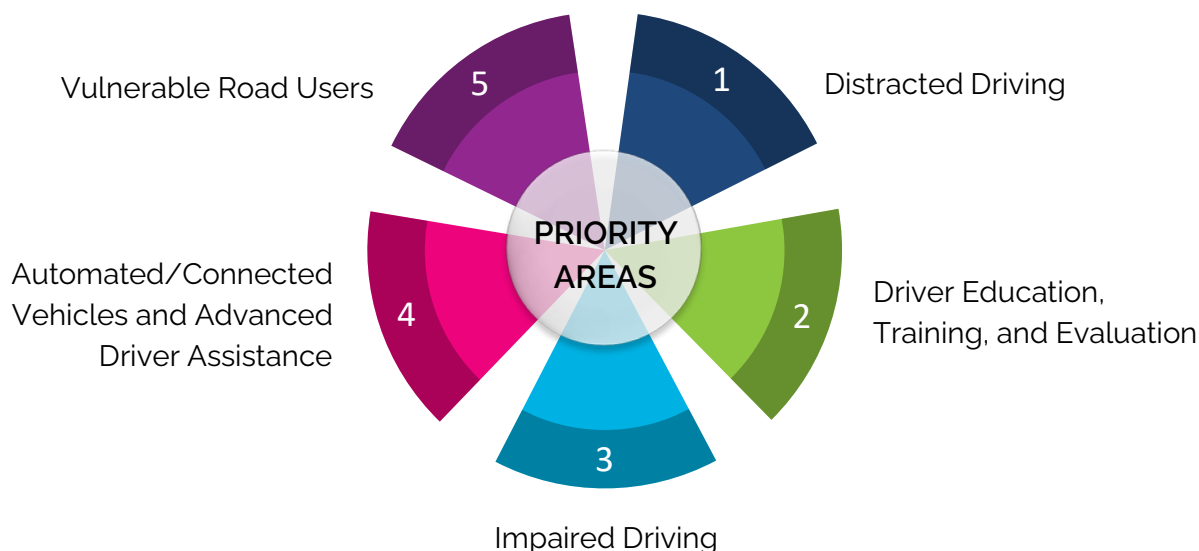 PRIORITY
AREAS
1
Distracted Driving
2
Driver Education,
Training, and Evaluation
3
Impaired Driving
4
Automated/Connected
Vehicles and Advanced
Driver Assistance
5
Vulnerable Road Users